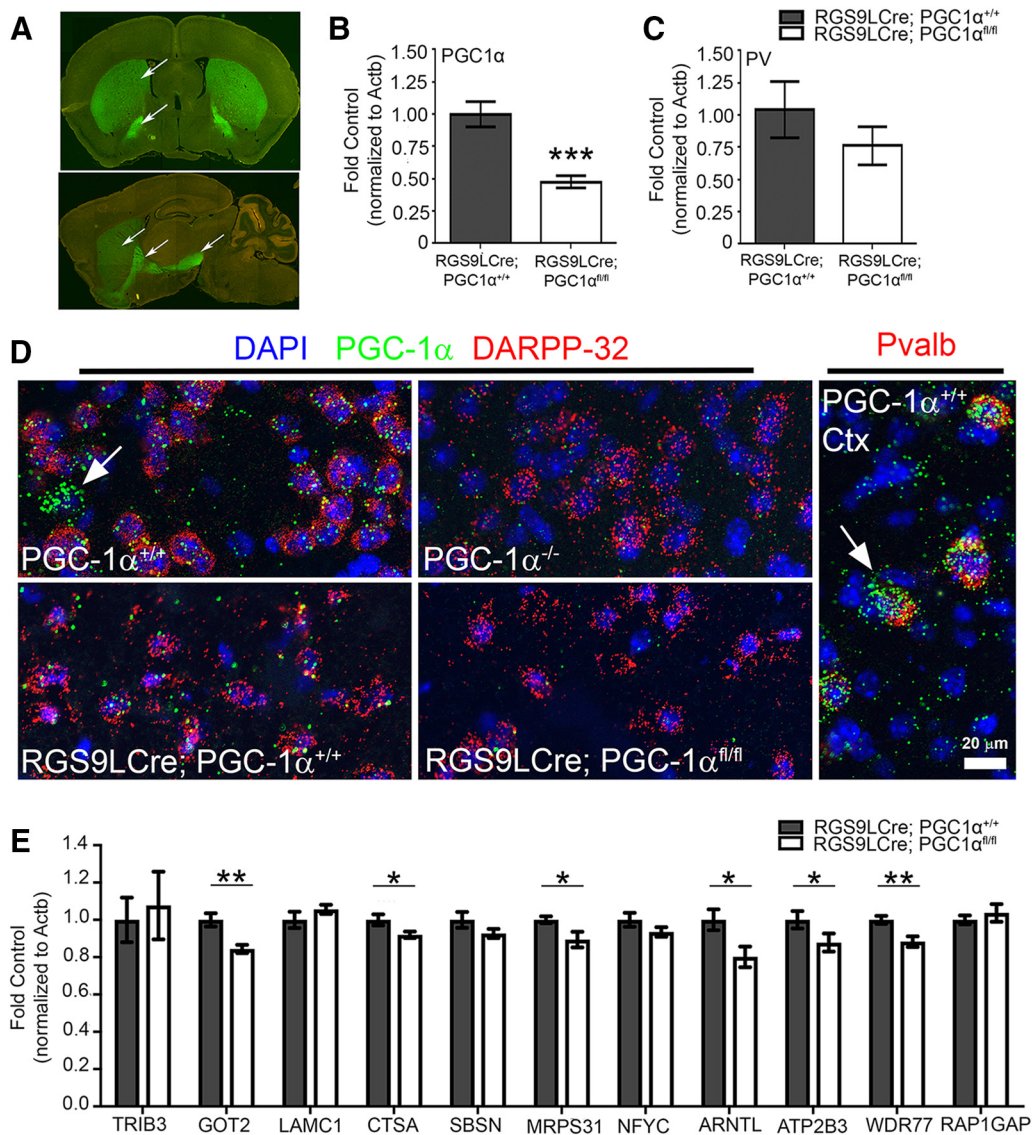 A
B
1.50
1.25
1.00
0.75
0.50
0.25
0
Fold Control
(normalized to Actb)
PGC1α
***
RGS9LCre;
PGC1α+/+
RGS9LCre;
PGC1αfl/fl
C
RGS9LCre; PGC1α+/+
RGS9LCre; PGC1αfl/fl
1.50
1.25
1.00
0.75
0.50
0.25
0
Fold Control
(normalized to Actb)
PV
RGS9LCre;
PGC1α+/+
RGS9LCre;
PGC1αfl/fl
D
DAPI PGC-1α DARPP-32
Pvalb
PGC-1α+/+
PGC-1α-/-
PGC-1α+/+
Ctx
RGS9LCre; PGC-1α+/+
RGS9LCre; PGC-1αfl/fl
20 µm
E
RGS9LCre; PGC1α+/+
RGS9LCre; PGC1αfl/fl
1.4
1.2
1.0
0.8
0.6
0.4
0.2
0.0
Fold Control
(normalized to Actb)
** * * * * **
TRIB3 GOT2 LAMC1 CTSA SBSN MRPS31 NFYC ARNTL ATP2B3 WDR77 RAP1GAP